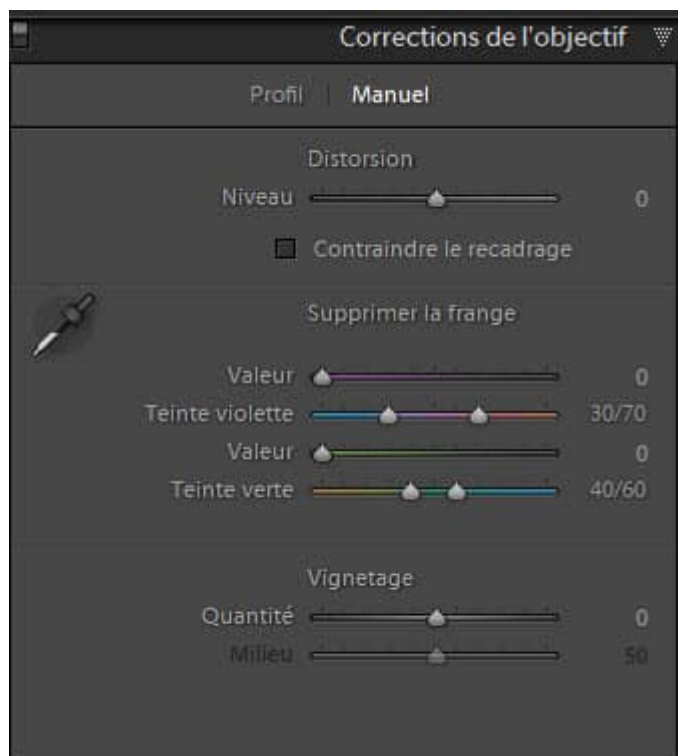 Corrections de l'objectif
Profil | Manuel
Distorsion
Niveau 0
Contraindre le recadrage
Supprimer la frange
Valeur 0
Teinte violette 30/70
Valeur 0
Teinte verte 40/60
Vignetage
Quantité 0
Milieu 50